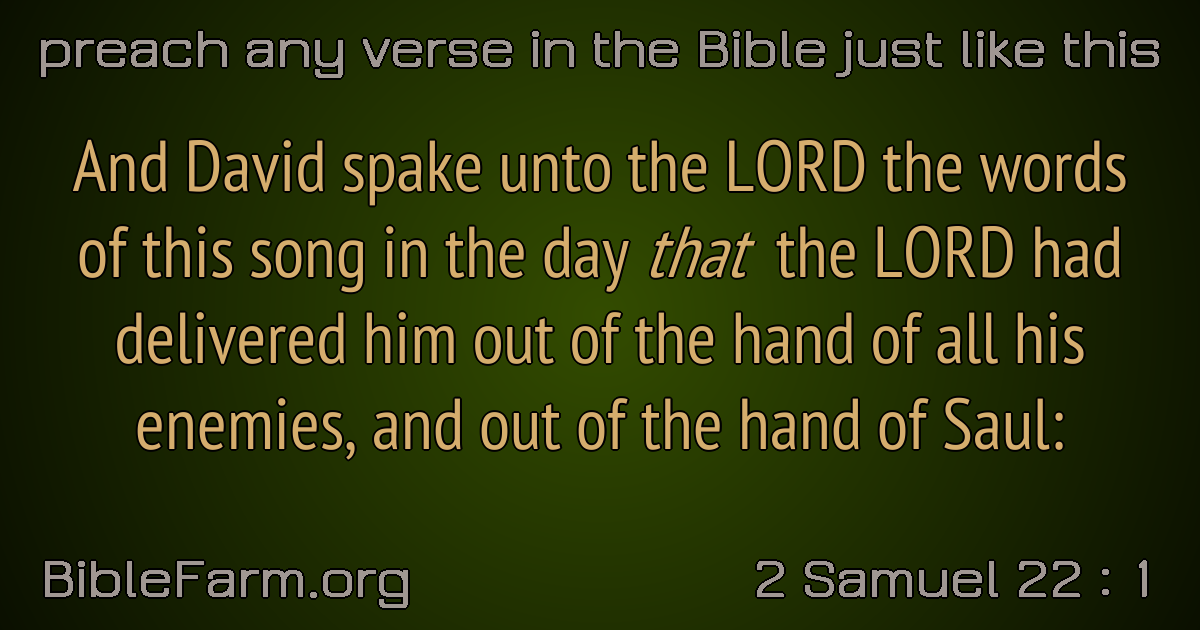 preach any verse in the Bible just like this
And David spake unto the LORD the words
of this song in the day that the LORD had
delivered him out of the hand of all his
enemies, and out of the hand of Saul:
BibleFarm.org
2 Samuel 22 : 1